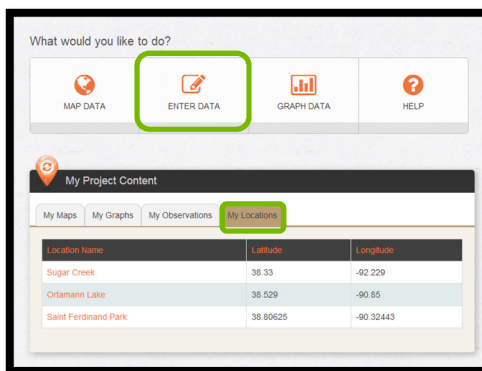 What would you like to do?
MAP DATA ENTER DATA GRAPH DATA HELP
My Project Content
My Maps My Graphs My Observations My Locations
Location Name Latitude Longitude
Sugar Creek 38.33 -92.229
Ortamann Lake 38.529 -90.85
Saint Ferdinand Park 38.80625 -90.32443